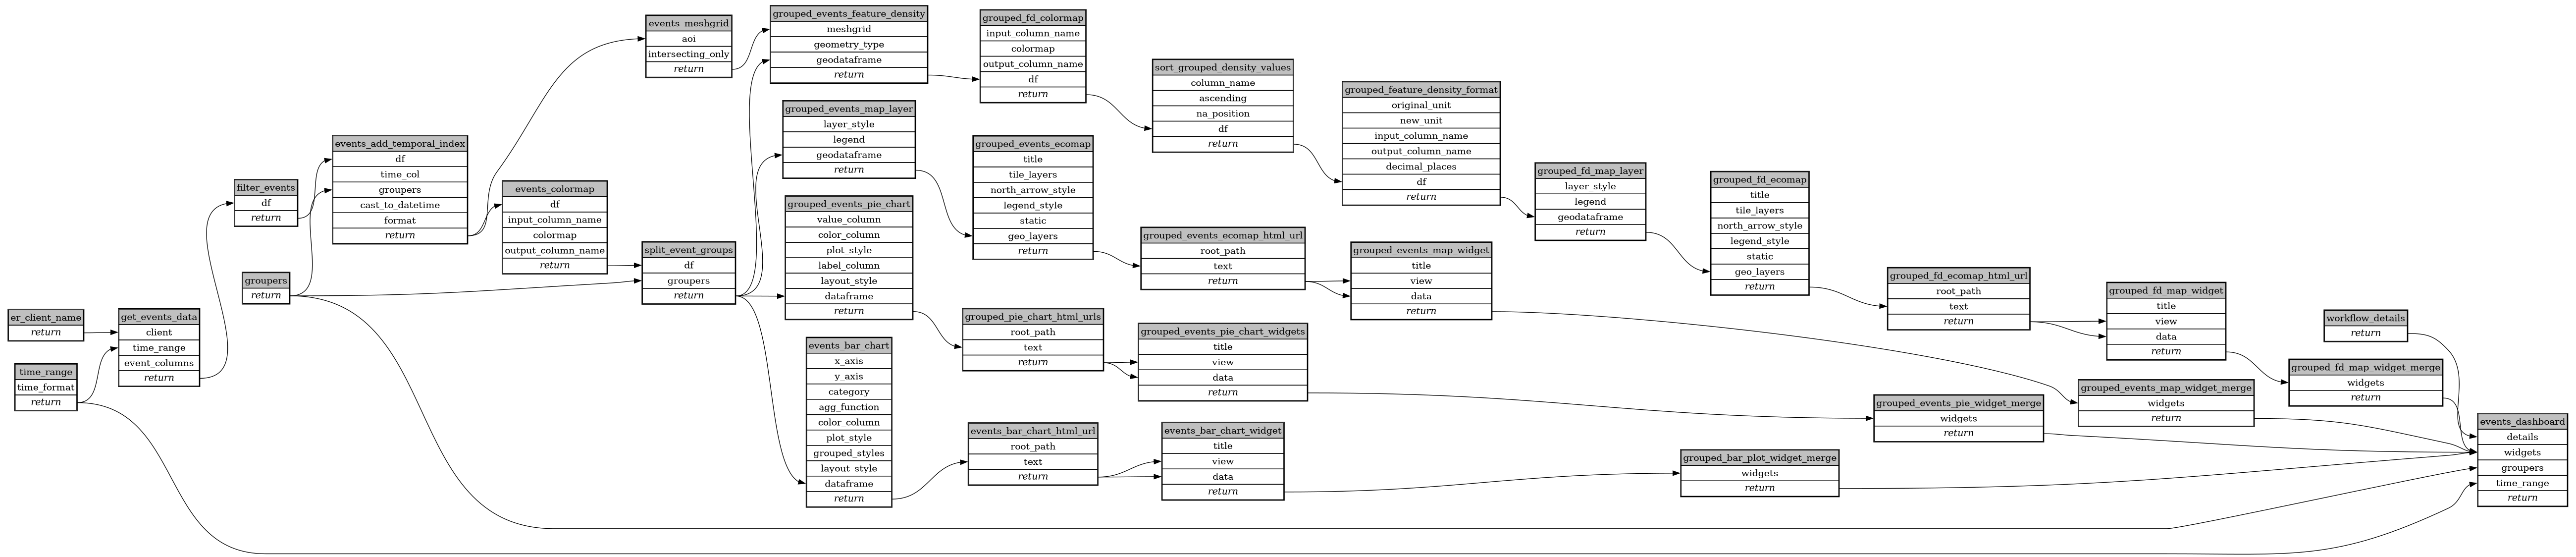 er_client_name
return
time_range
time_format
return
get_events_data
client
time_range
event_columns
return
filter_events
df
return
groupers
return
events_add_temporal_index
df
time_col
groupers
cast_to_datetime
format
return
events_colormap
df
input_column_name
colormap
output_column_name
return
events_meshgrid
aoi
intersecting_only
return
split_event_groups
df
groupers
return
grouped_events_feature_density
meshgrid
geometry_type
geodataframe
return
grouped_events_map_layer
layer_style
legend
geodataframe
return
grouped_events_pie_chart
value_column
color_column
plot_style
label_column
layout_style
dataframe
return
events_bar_chart
x_axis
y_axis
category
agg_function
color_column
plot_style
grouped_styles
layout_style
dataframe
return
grouped_fd_colormap
input_column_name
colormap
output_column_name
df
return
grouped_events_ecomap
title
tile_layers
north_arrow_style
legend_style
static
geo_layers
return
grouped_pie_chart_html_urls
root_path
text
return
events_bar_chart_html_url
root_path
text
return
sort_grouped_density_values
column_name
ascending
na_position
df
return
grouped_events_ecomap_html_url
root_path
text
return
grouped_events_pie_chart_widgets
title
view
data
return
events_bar_chart_widget
title
view
data
return
grouped_feature_density_format
original_unit
new_unit
input_column_name
output_column_name
decimal_places
df
return
grouped_events_map_widget
title
view
data
return
grouped_fd_map_layer
layer_style
legend
geodataframe
return
grouped_fd_ecomap
title
tile_layers
north_arrow_style
legend_style
static
geo_layers
return
grouped_bar_plot_widget_merge
widgets
return
grouped_fd_ecomap_html_url
root_path
text
return
grouped_events_pie_widget_merge
widgets
return
grouped_fd_map_widget
title
view
data
return
grouped_events_map_widget_merge
widgets
return
workflow_details
return
grouped_fd_map_widget_merge
widgets
return
events_dashboard
details
widgets
groupers
time_range
return